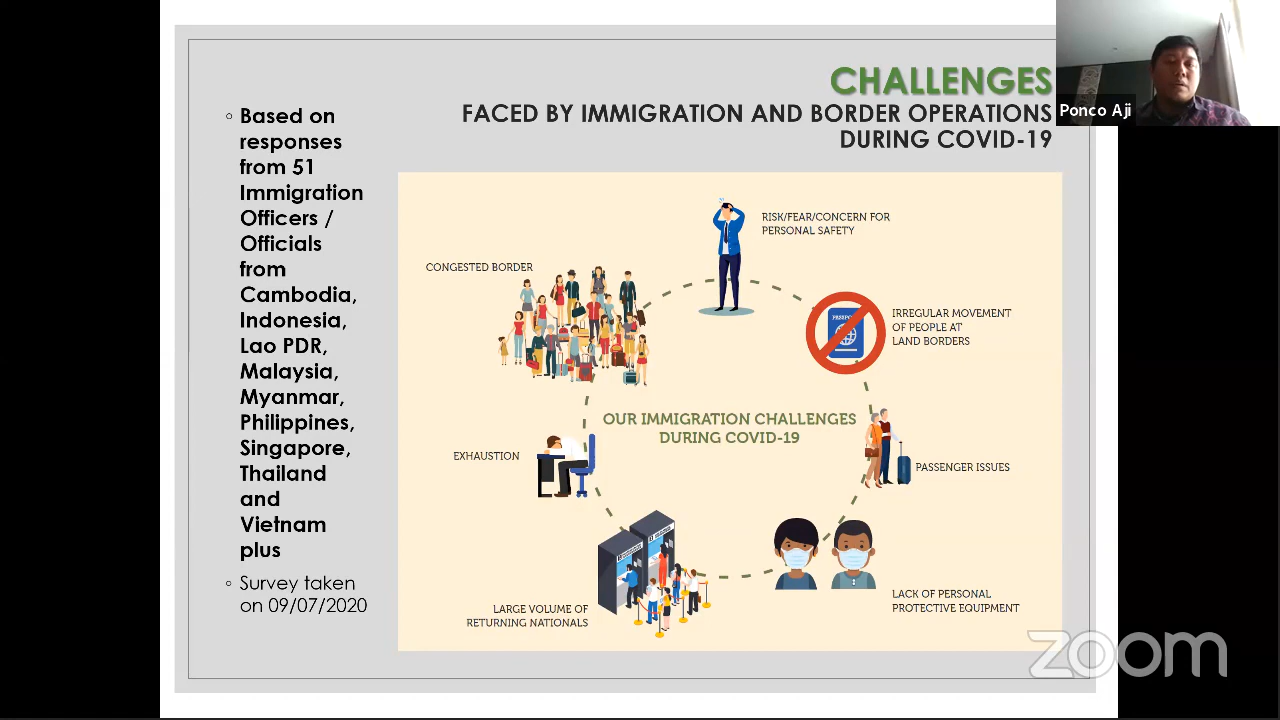 CHALLENGES
FACED BY IMMIGRATION AND BORDER OPERATIONS
DURING COVID-19
Ponco Aji
◦ Based on
responses
from 51
Immigration
Officers /
Officials
from
Cambodia,
Indonesia,
Lao PDR,
Malaysia,
Myanmar,
Philippines,
Singapore,
Thailand
and
Vietnam
plus
◦ Survey taken
on 09/07/2020
RISK/FEAR/CONCERN FOR
PERSONAL SAFETY
CONGESTED BORDER
IRREGULAR MOVEMENT
OF PEOPLE AT
LAND BORDERS
OUR IMMIGRATION CHALLENGES
DURING COVID-19
EXHAUSTION
PASSENGER ISSUES
LARGE VOLUME OF
RETURNING NATIONALS
LACK OF PERSONAL
PROTECTIVE EQUIPMENT
zoom